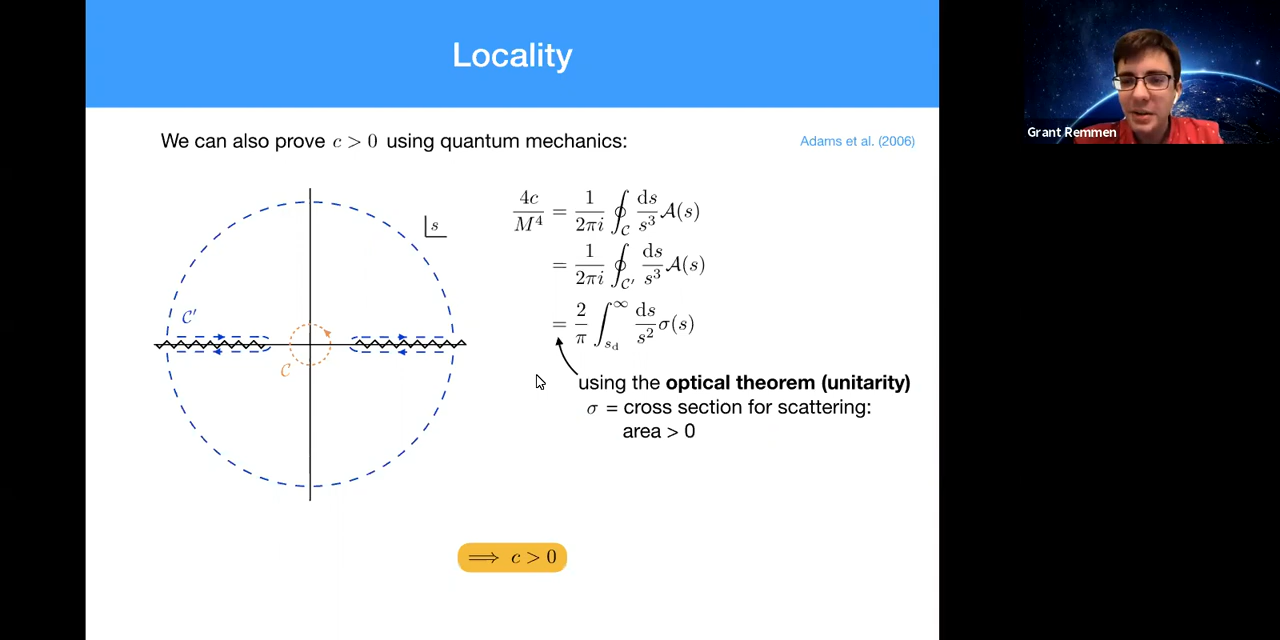 Locality
We can also prove c > 0 using quantum mechanics:
Adams et al. (2006)
s
C'
C
4c/M⁴ = 1/2πi ∮_C ds/s³ A(s)
= 1/2πi ∮_C' ds/s³ A(s)
= 2/π ∫_{s_d}^∞ ds/s² σ(s)
using the optical theorem (unitarity)
σ = cross section for scattering:
area > 0
⟹ c > 0
Grant Remmen